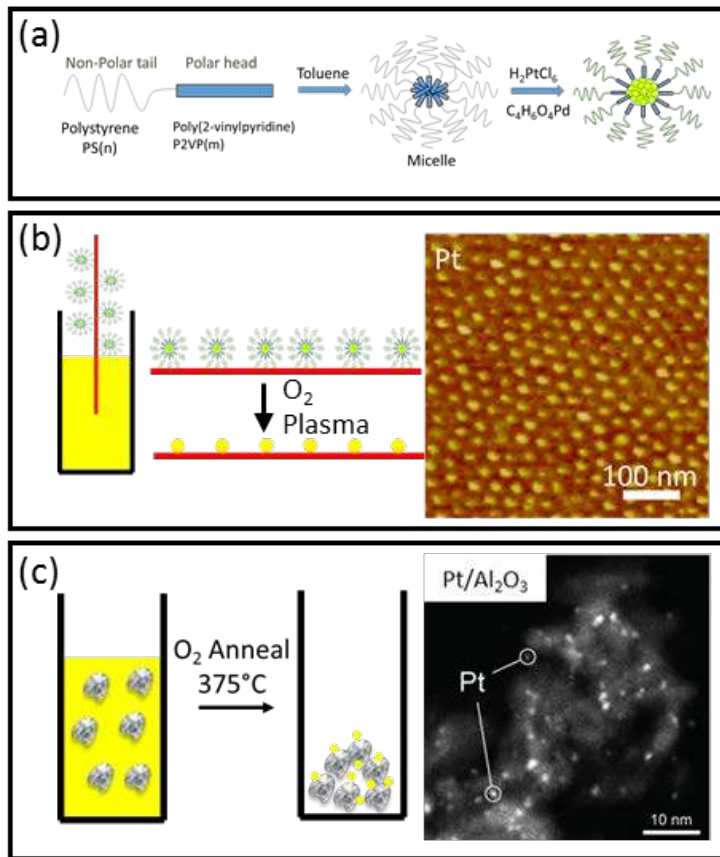 (a)
Non-Polar tail
Polar head
Polystyrene
PS(n)
Poly(2-vinylpyridine)
P2VP(m)
Toluene
Micelle
H₂PtCl₆
C₄H₆O₄Pd
(b)
O₂
Plasma
Pt
100 nm
(c)
O₂ Anneal
375°C
Pt/Al₂O₃
Pt
10 nm